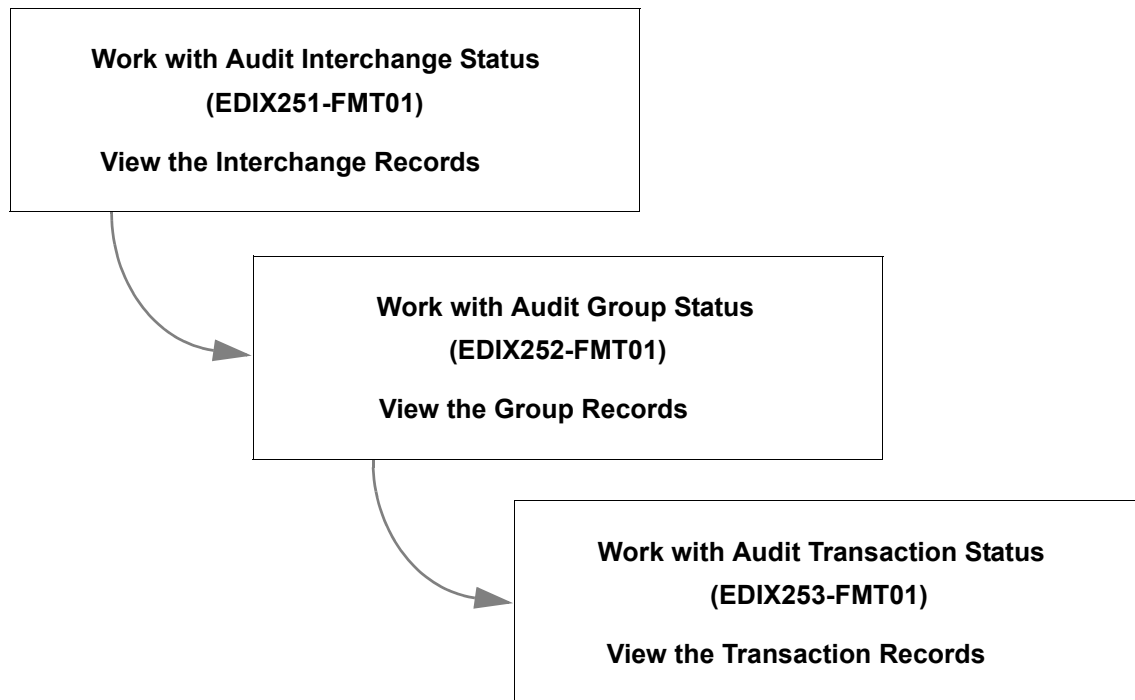 Work with Audit Interchange Status
(EDIX251-FMT01)
View the Interchange Records
Work with Audit Group Status
(EDIX252-FMT01)
View the Group Records
Work with Audit Transaction Status
(EDIX253-FMT01)
View the Transaction Records